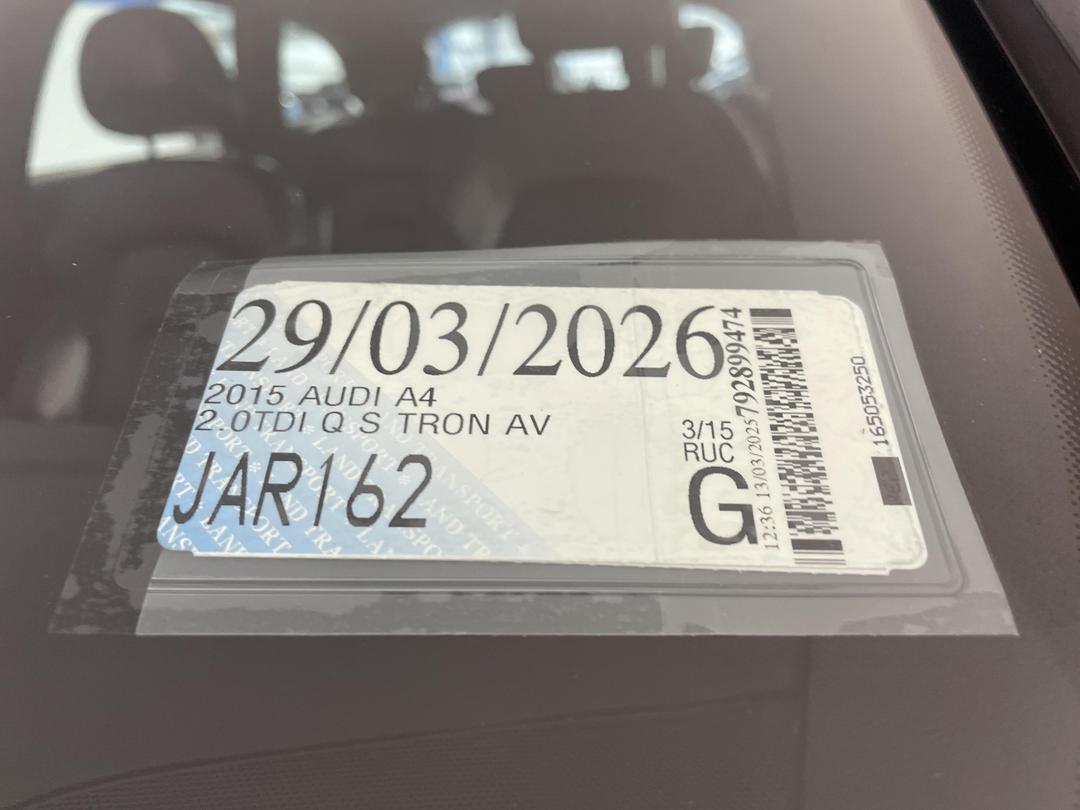 29/03/2026
2015 AUDI A4
2.0TDI Q S TRON AV
JAR162
3/15
RUC
G
12:36 13/03/2025
792899474
165053250